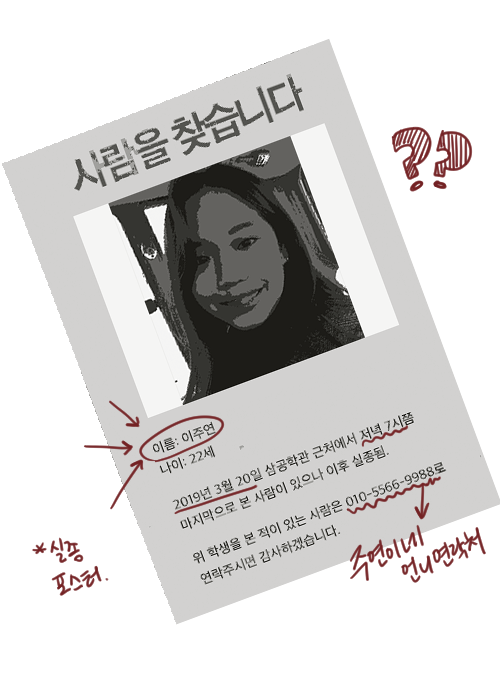 사람을 찾습니다
??
이름: 이주연
나이: 22세
2019년 3월 20일 삼공학관 근처에서 저녁 7시쯤
마지막으로 본 사람이 있으나 이후 실종됨.
위 학생을 본 적이 있는 사람은 010-5566-9988로
연락주시면 감사하겠습니다.
*실종
포스터.
주연이네
언니연락처